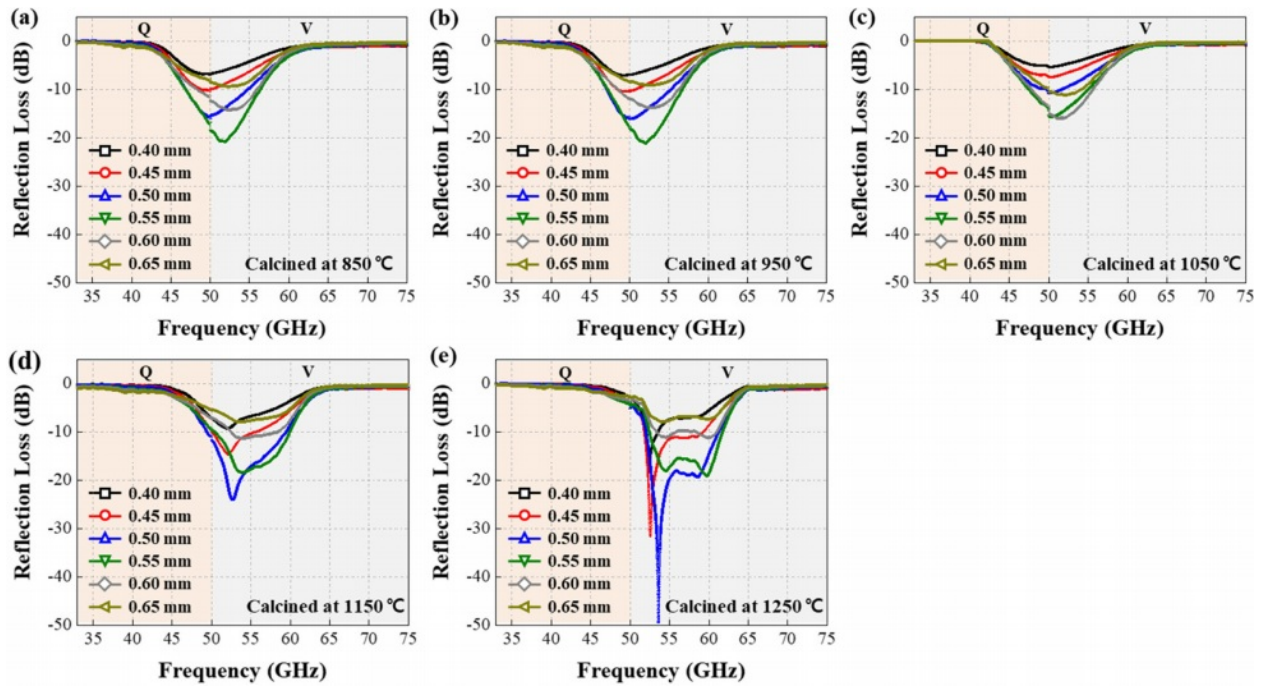 (a)
Q V
0
-10
-20
-30
-40
-50
Reflection Loss (dB)
0.40 mm
0.45 mm
0.50 mm
0.55 mm
0.60 mm
0.65 mm
Calcined at 850 ℃
35 40 45 50 55 60 65 70 75
Frequency (GHz)
(b)
Q V
0
-10
-20
-30
-40
-50
Reflection Loss (dB)
0.40 mm
0.45 mm
0.50 mm
0.55 mm
0.60 mm
0.65 mm
Calcined at 950 ℃
35 40 45 50 55 60 65 70 75
Frequency (GHz)
(c)
Q V
0
-10
-20
-30
-40
-50
Reflection Loss (dB)
0.40 mm
0.45 mm
0.50 mm
0.55 mm
0.60 mm
0.65 mm
Calcined at 1050 ℃
35 40 45 50 55 60 65 70 75
Frequency (GHz)
(d)
Q V
0
-10
-20
-30
-40
-50
Reflection Loss (dB)
0.40 mm
0.45 mm
0.50 mm
0.55 mm
0.60 mm
0.65 mm
Calcined at 1150 ℃
35 40 45 50 55 60 65 70 75
Frequency (GHz)
(e)
Q V
0
-10
-20
-30
-40
-50
Reflection Loss (dB)
0.40 mm
0.45 mm
0.50 mm
0.55 mm
0.60 mm
0.65 mm
Calcined at 1250 ℃
35 40 45 50 55 60 65 70 75
Frequency (GHz)